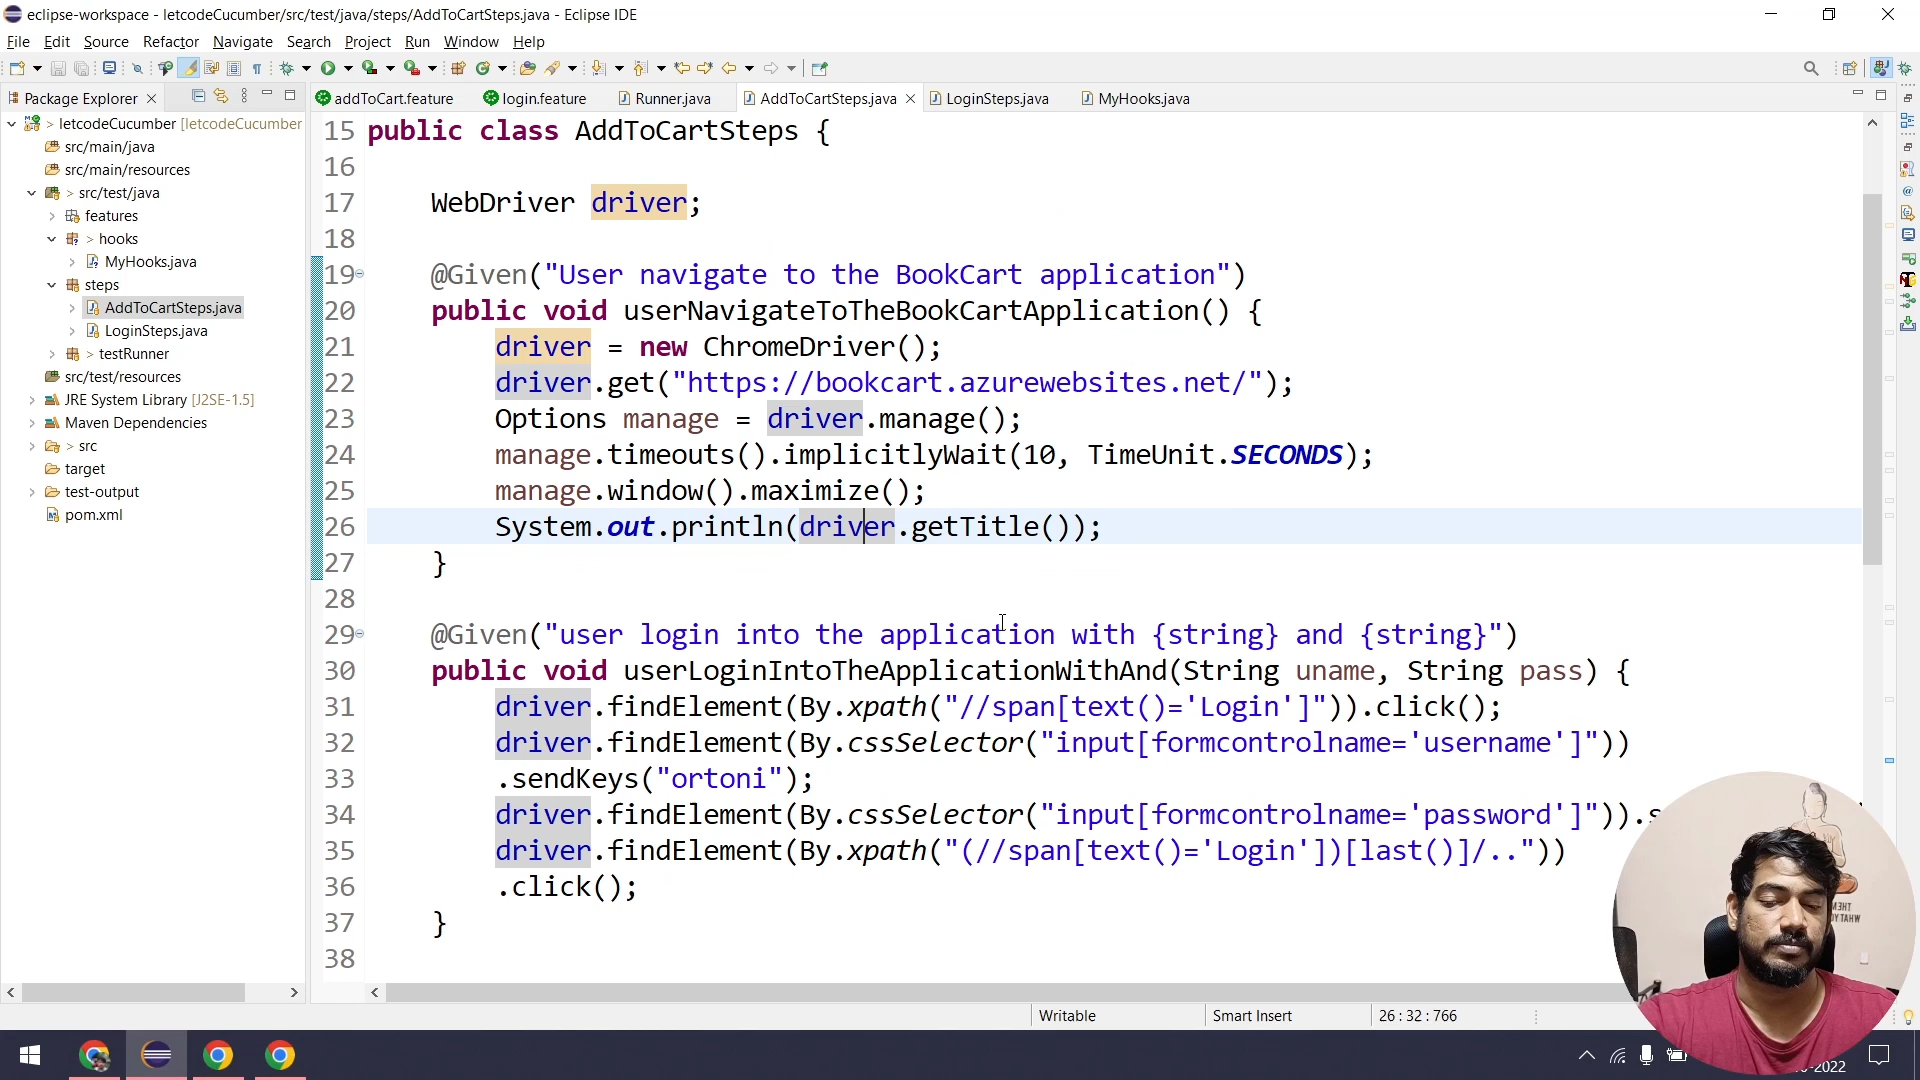 eclipse-workspace - letcodeCucumber/src/test/java/steps/AddToCartSteps.java - Eclipse IDE
File Edit Source Refactor Navigate Search Project Run Window Help
Package Explorer
addToCart.feature login.feature Runner.java AddToCartSteps.java LoginSteps.java MyHooks.java
> letcodeCucumber [letcodeCucumber
src/main/java
src/main/resources
> src/test/java
features
> hooks
MyHooks.java
steps
AddToCartSteps.java
LoginSteps.java
> testRunner
src/test/resources
JRE System Library [J2SE-1.5]
Maven Dependencies
> src
target
test-output
pom.xml
15 public class AddToCartSteps {
16
17 WebDriver driver;
18
19 @Given("User navigate to the BookCart application")
20 public void userNavigateToTheBookCartApplication() {
21 driver = new ChromeDriver();
22 driver.get("https://bookcart.azurewebsites.net/");
23 Options manage = driver.manage();
24 manage.timeouts().implicitlyWait(10, TimeUnit.SECONDS);
25 manage.window().maximize();
26 System.out.println(driver.getTitle());
27 }
28
29 @Given("user login into the application with {string} and {string}")
30 public void userLoginIntoTheApplicationWithAnd(String uname, String pass) {
31 driver.findElement(By.xpath("//span[text()='Login']")).click();
32 driver.findElement(By.cssSelector("input[formcontrolname='username']"))
33 .sendKeys("ortoni");
34 driver.findElement(By.cssSelector("input[formcontrolname='password']")).s
35 driver.findElement(By.xpath("(//span[text()='Login'])[last()]/.."))
36 .click();
37 }
38
Writable Smart Insert 26 : 32 : 766
-2022